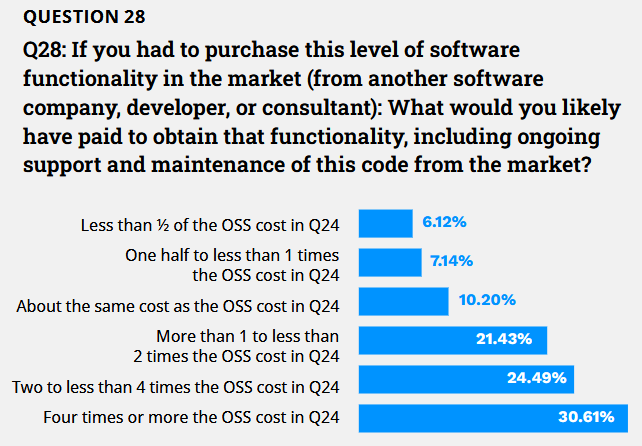 QUESTION 28
Q28: If you had to purchase this level of software
functionality in the market (from another software
company, developer, or consultant): What would you likely
have paid to obtain that functionality, including ongoing
support and maintenance of this code from the market?
Less than ½ of the OSS cost in Q24
6.12%
One half to less than 1 times
the OSS cost in Q24
7.14%
About the same cost as the OSS cost in Q24
10.20%
More than 1 to less than
2 times the OSS cost in Q24
21.43%
Two to less than 4 times the OSS cost in Q24
24.49%
Four times or more the OSS cost in Q24
30.61%